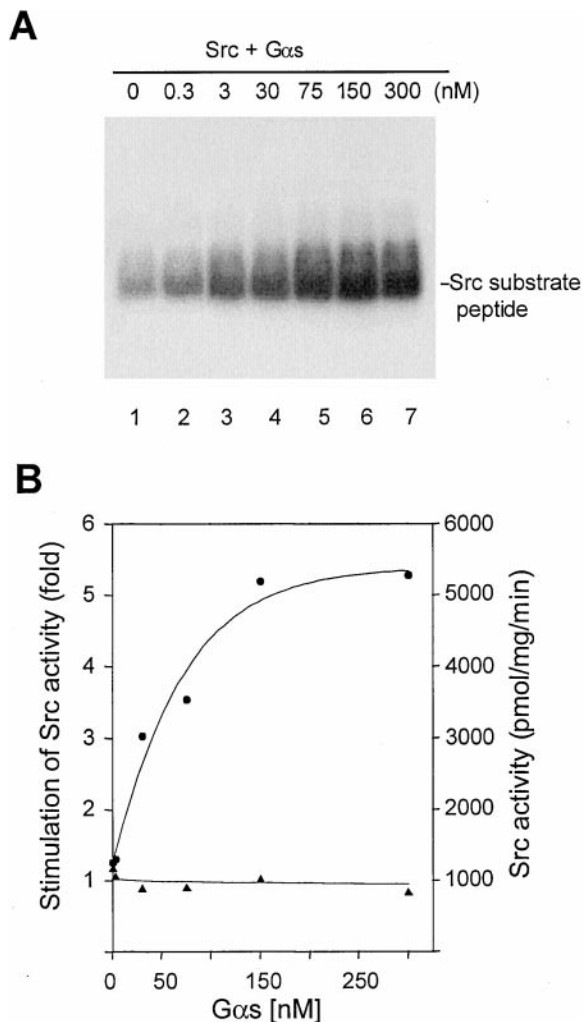 A
Src + Gαs
0 0.3 3 30 75 150 300 (nM)
-Src substrate
peptide
1 2 3 4 5 6 7
B
Stimulation of Src activity (fold)
6
5
4
3
2
1
0 50 150 250
Gαs [nM]
6000
5000
4000
3000
2000
1000
0
Src activity (pmol/mg/min)